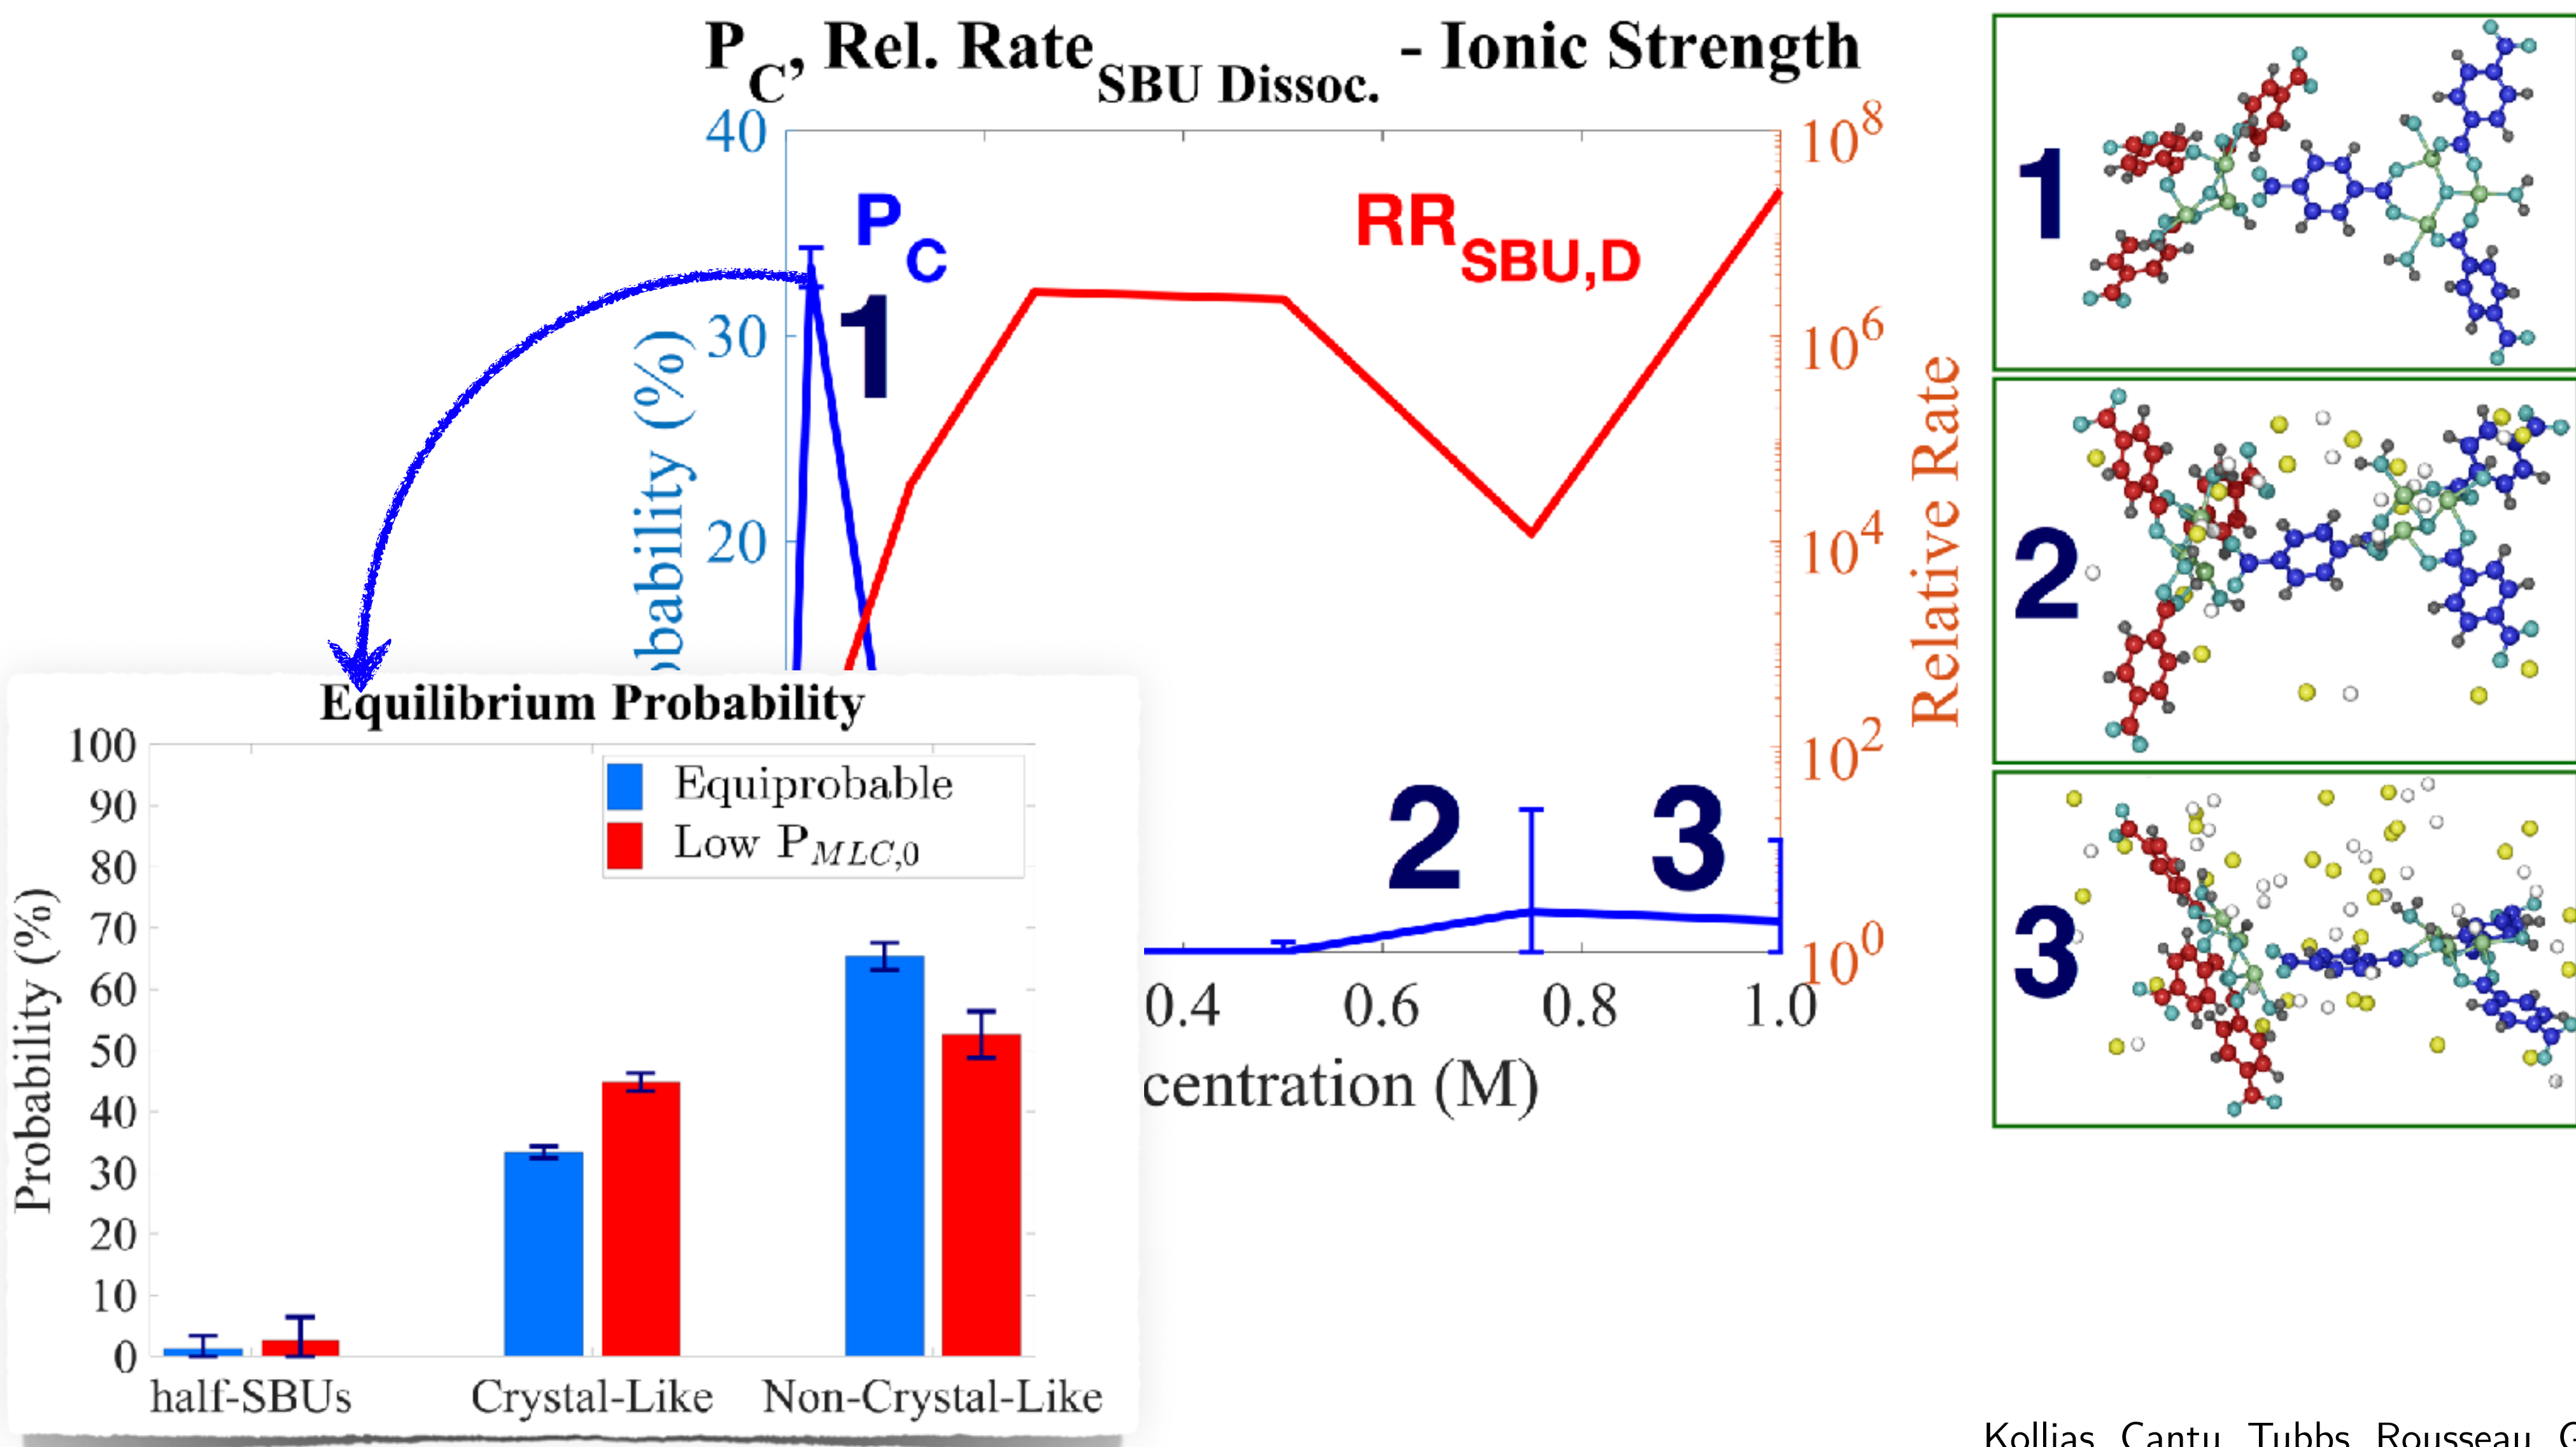 P_C, Rel. Rate_SBU Dissoc. - Ionic Strength
40
30
20
Probability (%)
P_C
1
RR_SBU,D
2
3
10^8
10^6
10^4
10^2
10^0
Relative Rate
0.4 0.6 0.8 1.0
centration (M)
Equilibrium Probability
Equiprobable
Low P_MLC,0
100
90
80
70
60
50
40
30
20
10
0
Probability (%)
half-SBUs Crystal-Like Non-Crystal-Like
1
2
3
Kollias Cantu Tubbs Rousseau